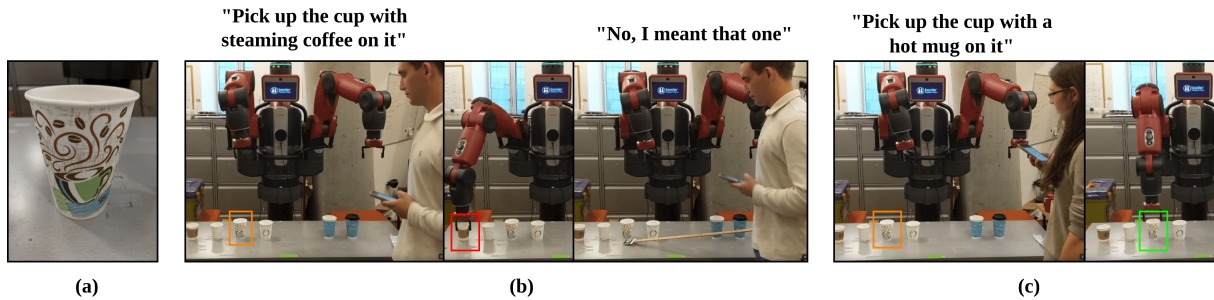 "Pick up the cup with
steaming coffee on it"
"No, I meant that one"
"Pick up the cup with a
hot mug on it"
(a)
(b)
(c)